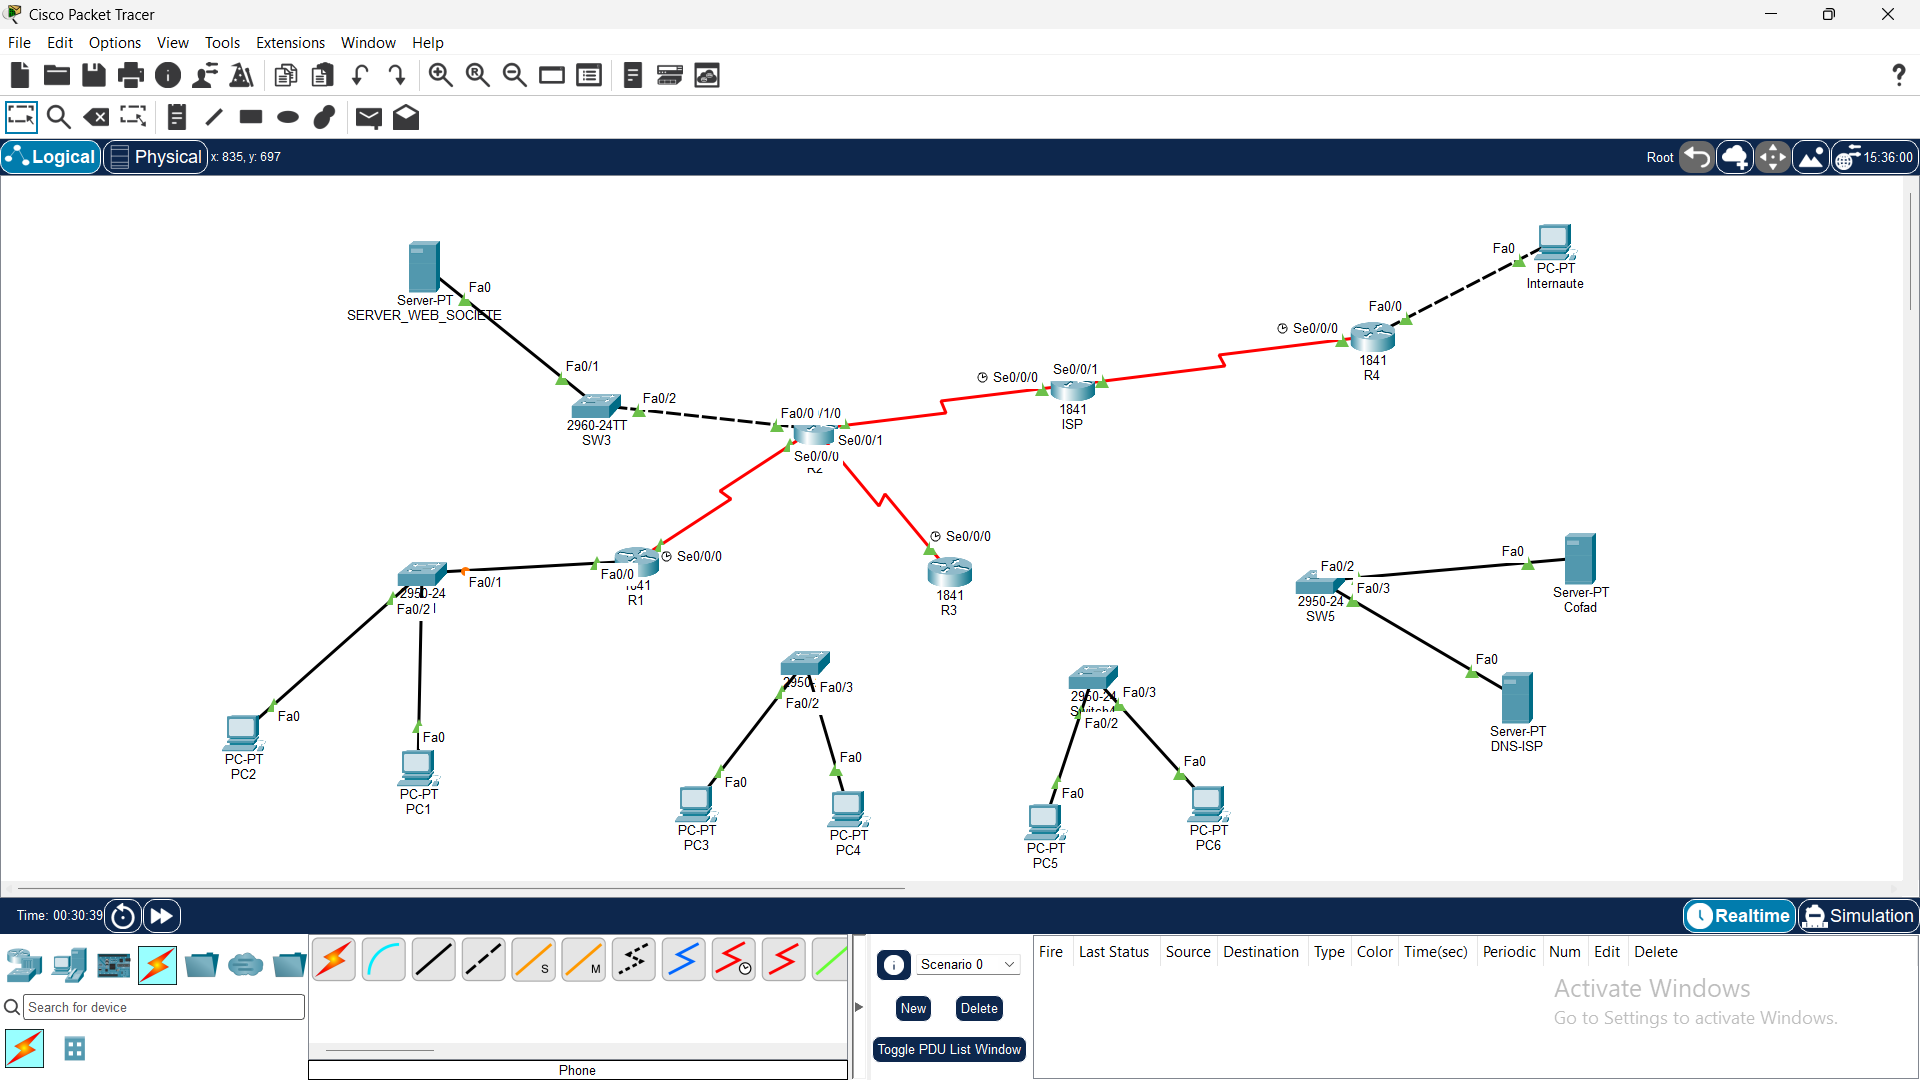 Cisco Packet Tracer
File Edit Options View Tools Extensions Window Help
Logical Physical x: 835, y: 697 Root 15:36:00
Fa0
Server-PT
SERVER_WEB_SOCIETE
Fa0/1
Fa0/2
2960-24TT
SW3
Fa0/0 /1/0
Se0/0/1
Se0/0/0
R2
Se0/0/0
Se0/0/1
1841
ISP
Se0/0/0
Fa0/0
1841
R4
Fa0
PC-PT
Internaute
Fa0/1
2950-24
Fa0/2
Fa0/0
Se0/0/0
1841
R1
Se0/0/0
1841
R3
Fa0
PC-PT
PC2
Fa0
PC-PT
PC1
2950-
Fa0/3
Fa0/2
Fa0
PC-PT
PC3
Fa0
PC-PT
PC4
2950-24
Switch4
Fa0/3
Fa0/2
Fa0
PC-PT
PC5
Fa0
PC-PT
PC6
Fa0/2
Fa0/3
2950-24
SW5
Fa0
Server-PT
Cofad
Fa0
Server-PT
DNS-ISP
Time: 00:30:39 Realtime Simulation
S M
Search for device
Phone
Scenario 0
New Delete
Toggle PDU List Window
Fire Last Status Source Destination Type Color Time(sec) Periodic Num Edit Delete
Activate Windows
Go to Settings to activate Windows.